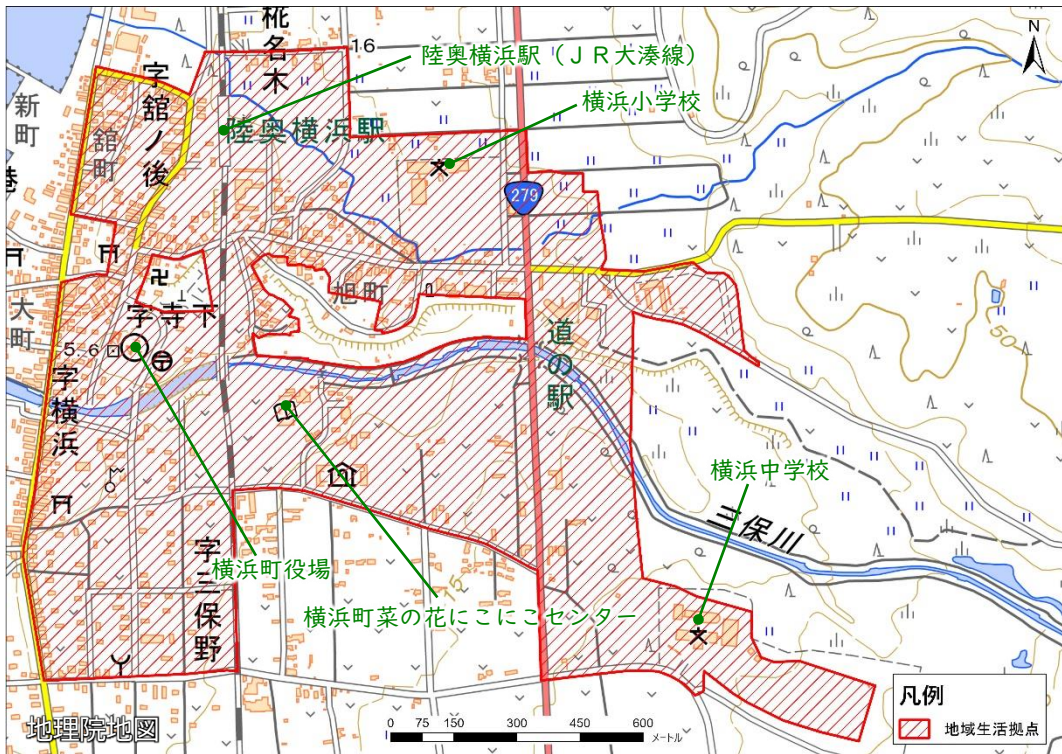 椛名木
16
N
陸奥横浜駅（ＪＲ大湊線）
字舘ノ後
新町
舘町
横浜小学校
陸奥横浜駅
港
279
旭町
大町
字寺下
5.6
道の駅
50
字横浜
横浜中学校
三保川
字三保野
横浜町役場
15
横浜町菜の花にこにこセンター
凡例
地域生活拠点
地理院地図
0 75 150 300 450 600
メートル